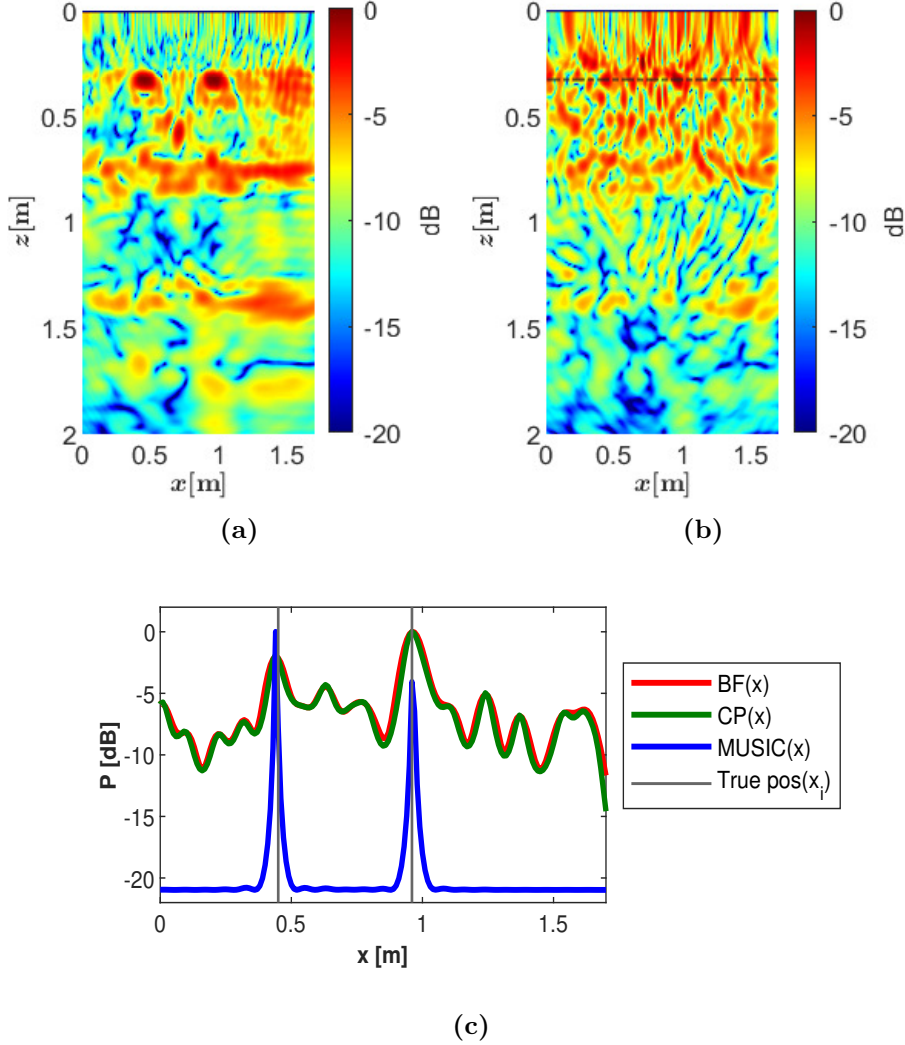 0
0.5
1
1.5
2
z[m]
0 0.5 1 1.5
x[m]
0
-5
-10
-15
-20
dB
(a)
0
0.5
1
1.5
2
z[m]
0 0.5 1 1.5
x[m]
0
-5
-10
-15
-20
dB
(b)
0
-5
-10
-15
-20
P [dB]
0 0.5 1 1.5
x [m]
BF(x)
CP(x)
MUSIC(x)
True pos(x_i)
(c)